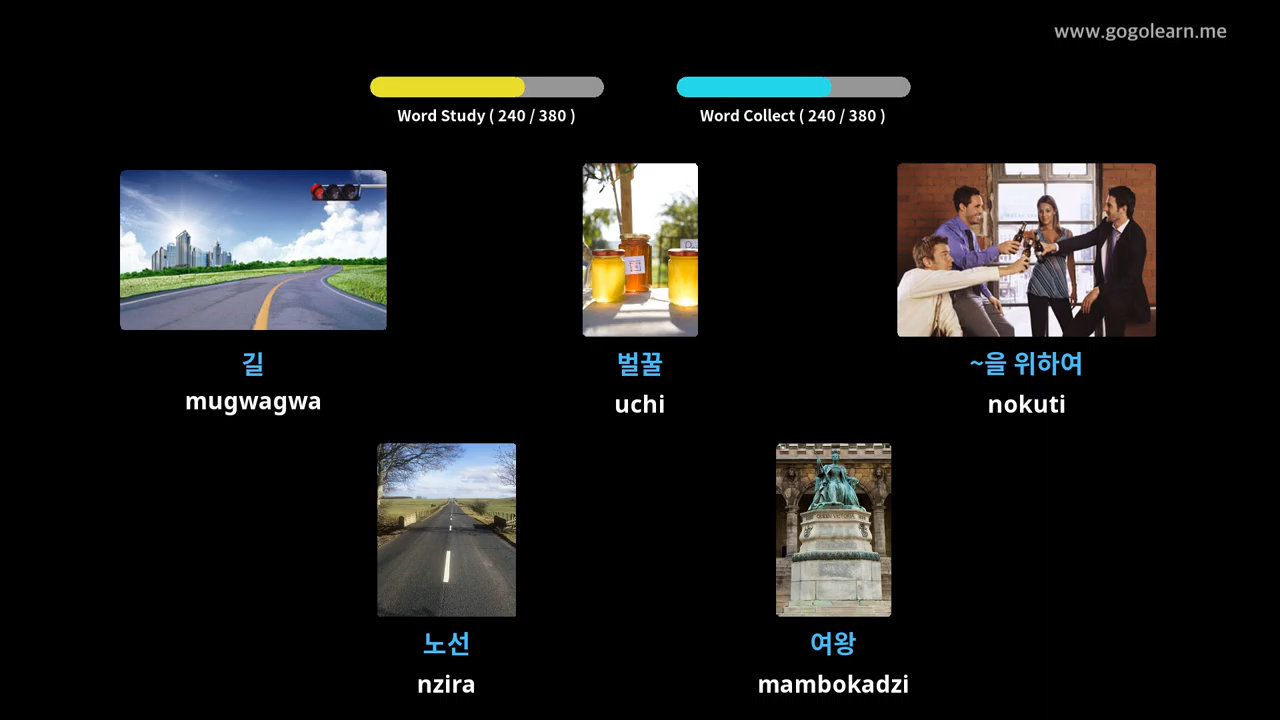 www.gogolearn.me
Word Study ( 240 / 380 )
Word Collect ( 240 / 380 )
길
mugwagwa
벌꿀
uchi
~을 위하여
nokuti
노선
nzira
여왕
mambokadzi